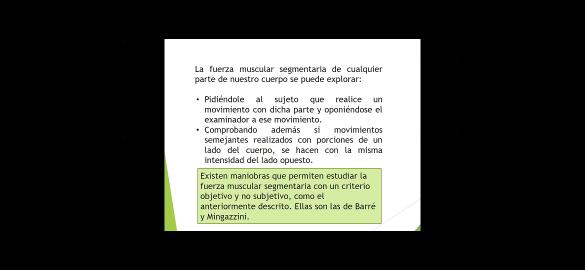 La fuerza muscular segmentaria de cualquier
parte de nuestro cuerpo se puede explorar:
• Pidiéndole al sujeto que realice un
movimiento con dicha parte y oponiéndose el
examinador a ese movimiento.
• Comprobando además si movimientos
semejantes realizados con porciones de un
lado del cuerpo, se hacen con la misma
intensidad del lado opuesto.
Existen maniobras que permiten estudiar la
fuerza muscular segmentaria con un criterio
objetivo y no subjetivo, como el
anteriormente descrito. Ellas son las de Barré
y Mingazzini.